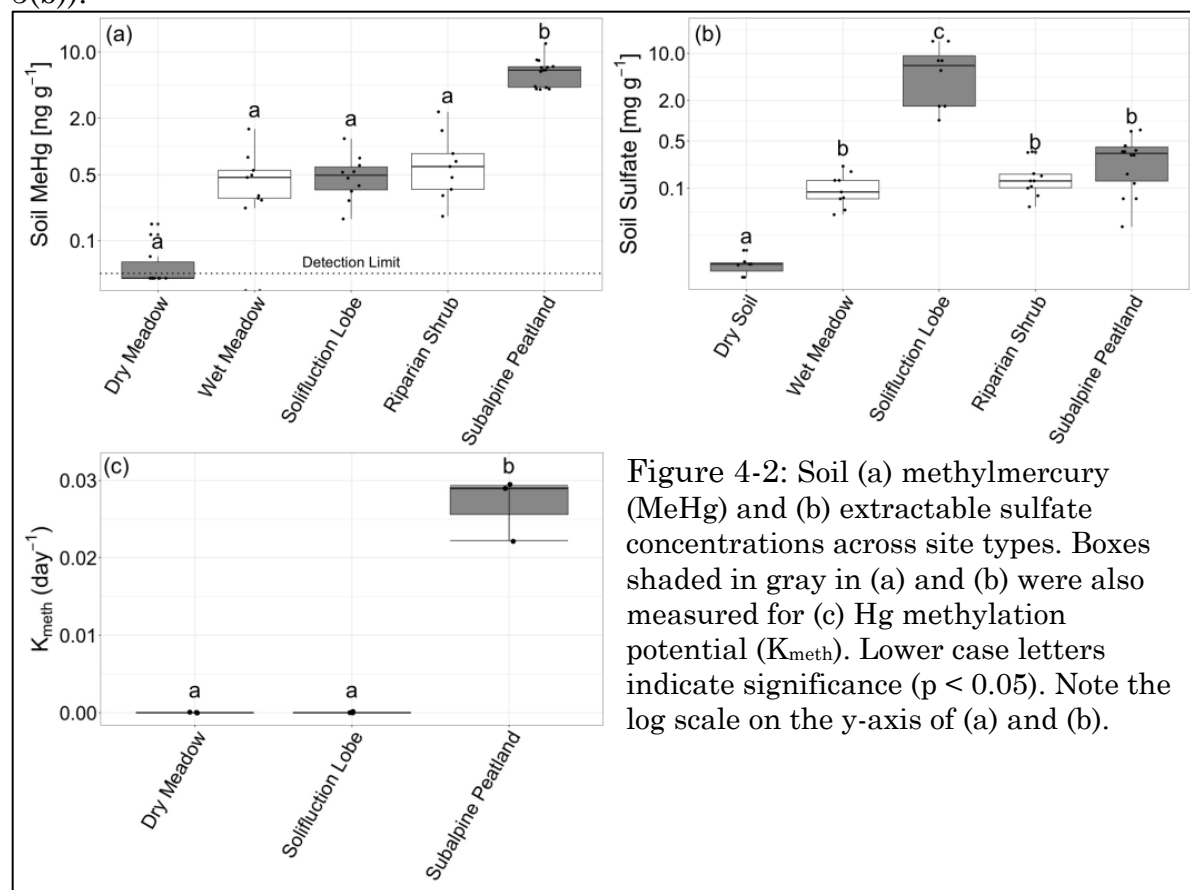 (a)
Soil MeHg [ng g⁻¹]
10.0
2.0
0.5
0.1
a
a
a
a
b
Detection Limit
Dry Meadow
Wet Meadow
Solifluction Lobe
Riparian Shrub
Subalpine Peatland
(b)
Soil Sulfate [mg g⁻¹]
10.0
2.0
0.5
0.1
a
b
c
b
b
Dry Soil
Wet Meadow
Solifluction Lobe
Riparian Shrub
Subalpine Peatland
(c)
Kmeth (day⁻¹)
0.03
0.02
0.01
0.00
a
a
b
Dry Meadow
Solifluction Lobe
Subalpine Peatland
Figure 4-2: Soil (a) methylmercury
(MeHg) and (b) extractable sulfate
concentrations across site types. Boxes
shaded in gray in (a) and (b) were also
measured for (c) Hg methylation
potential (Kmeth). Lower case letters
indicate significance (p < 0.05). Note the
log scale on the y-axis of (a) and (b).